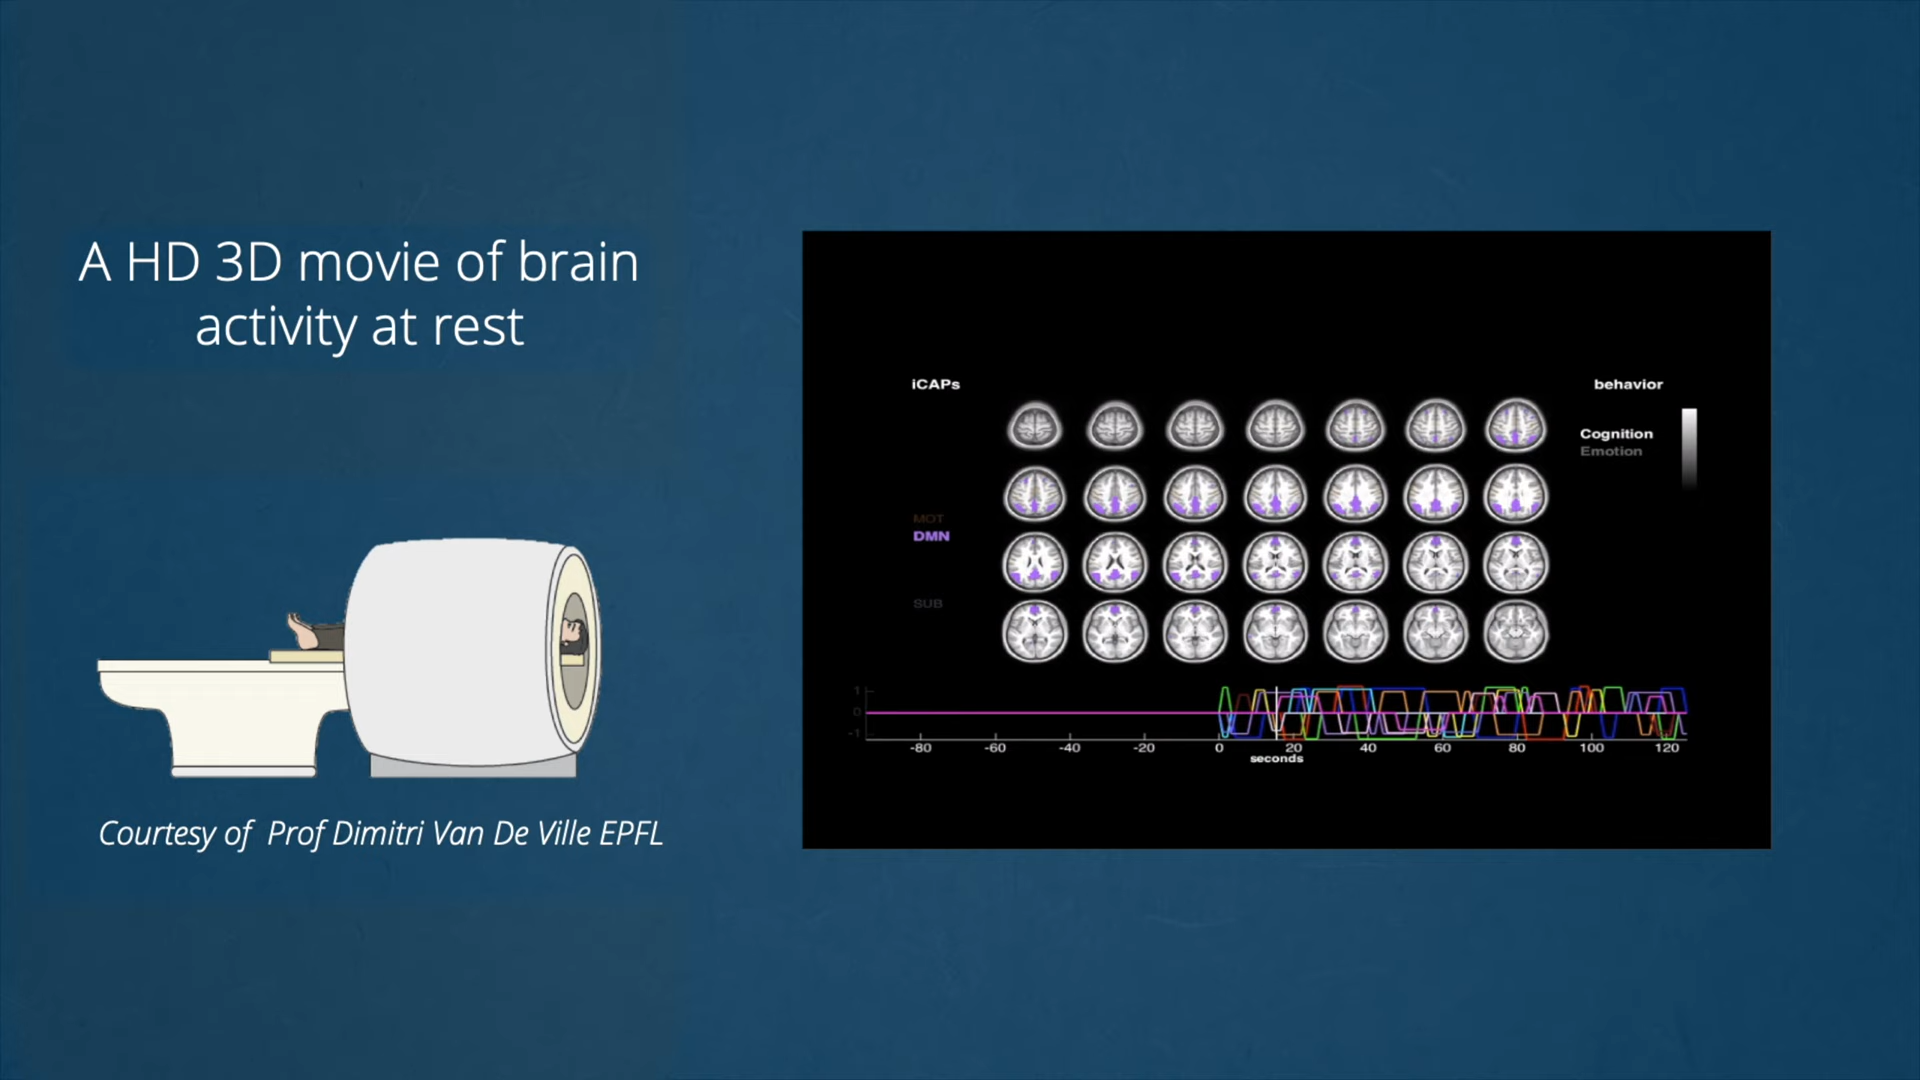 A HD 3D movie of brain
activity at rest
Courtesy of Prof Dimitri Van De Ville EPFL
iCAPs
behavior
Cognition
Emotion
MOT
DMN
SUB
1
0
-1
-80 -60 -40 -20 0 20 40 60 80 100 120
seconds